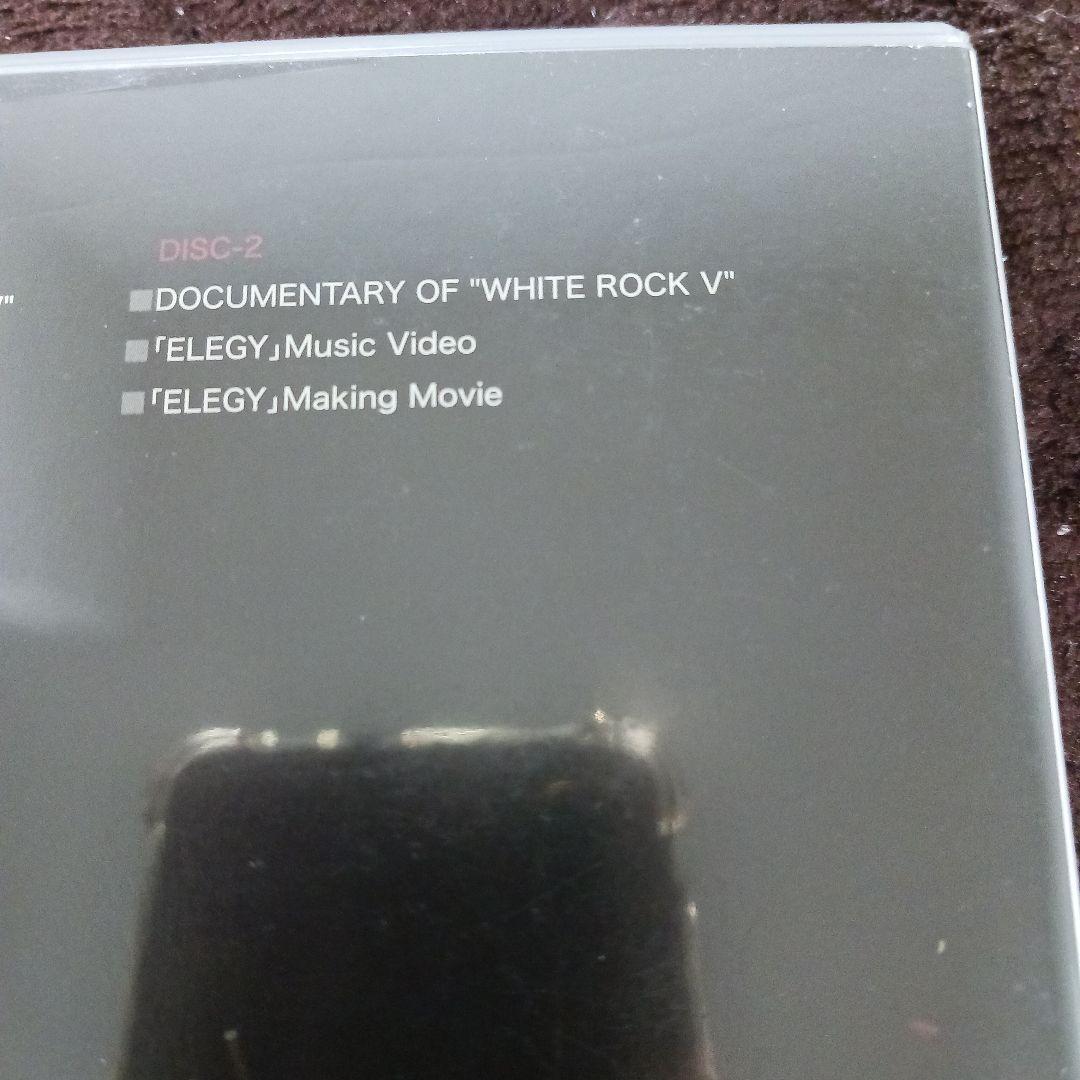 DISC-2
■DOCUMENTARY OF "WHITE ROCK V"
■「ELEGY」Music Video
■「ELEGY」Making Movie